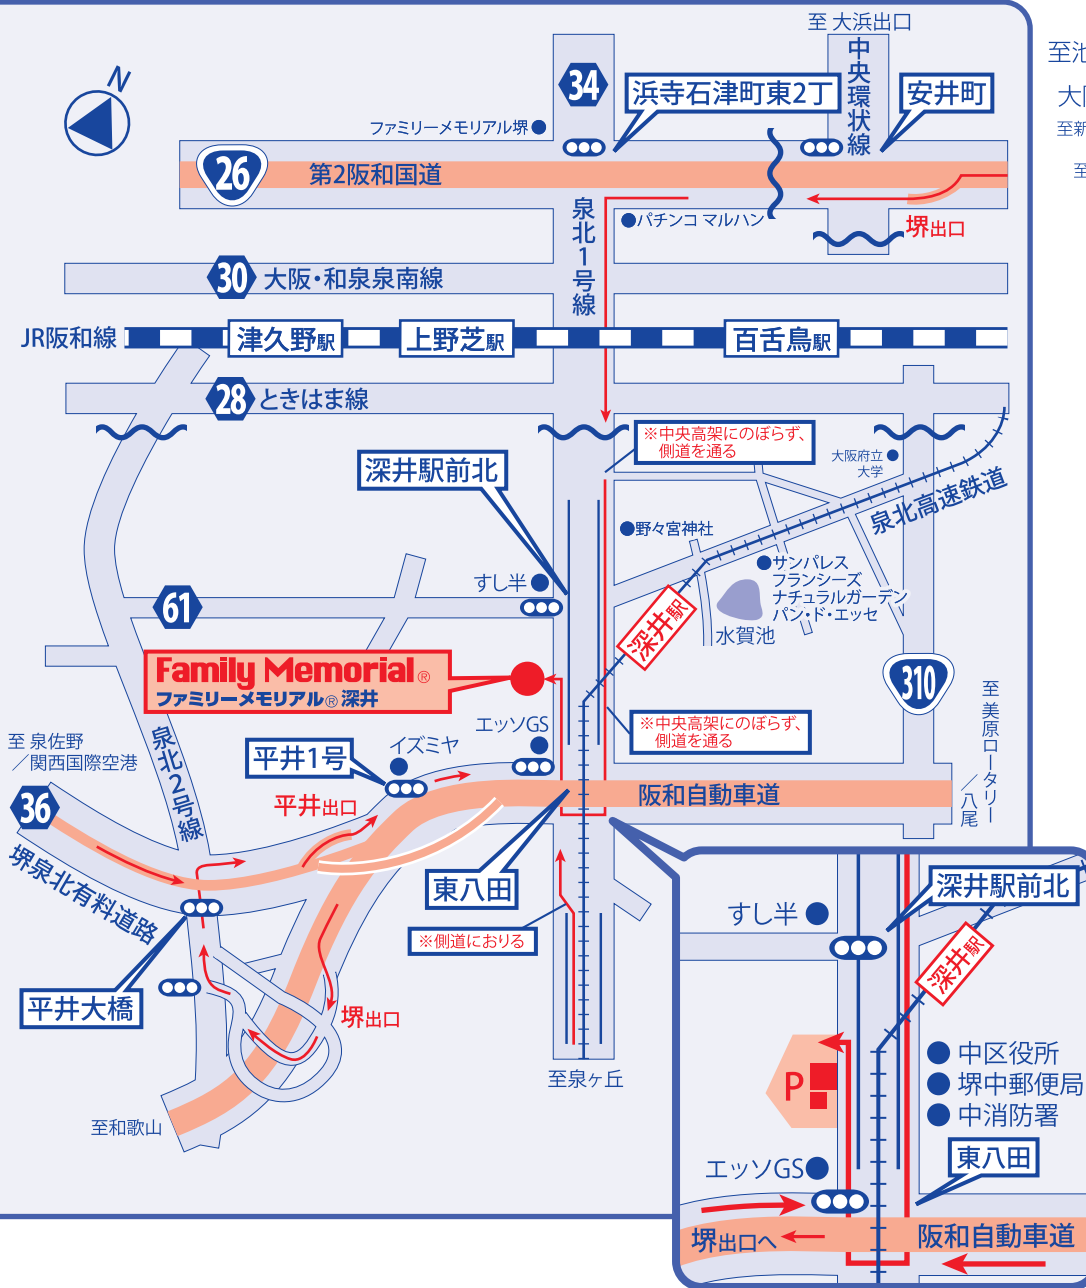 至 大浜出口
中央環状線
至池
大阪
至新
至
N
34
浜寺石津町東2丁
安井町
ファミリーメモリアル堺
26
第2阪和国道
泉北1号線
パチンコ マルハン
堺出口
30
大阪・和泉泉南線
JR阪和線
津久野駅
上野芝駅
百舌鳥駅
28
ときはま線
※中央高架にのぼらず、
側道を通る
大阪府立
大学
深井駅前北
泉北高速鉄道
野々宮神社
すし半
サンパレス
フランシーズ
ナチュラルガーデン
パン・ド・エッセ
61
深井駅
水賀池
Family Memorial®
ファミリーメモリアル®深井
310
至 美原ロータリー
／八尾
エッソGS
※中央高架にのぼらず、
側道を通る
至 泉佐野
／関西国際空港
泉北2号線
平井1号
イズミヤ
36
平井出口
阪和自動車道
堺泉北有料道路
東八田
※側道におりる
平井大橋
堺出口
至泉ヶ丘
至和歌山
深井駅前北
すし半
深井駅
P
中区役所
堺中郵便局
中消防署
エッソGS
東八田
堺出口へ
阪和自動車道